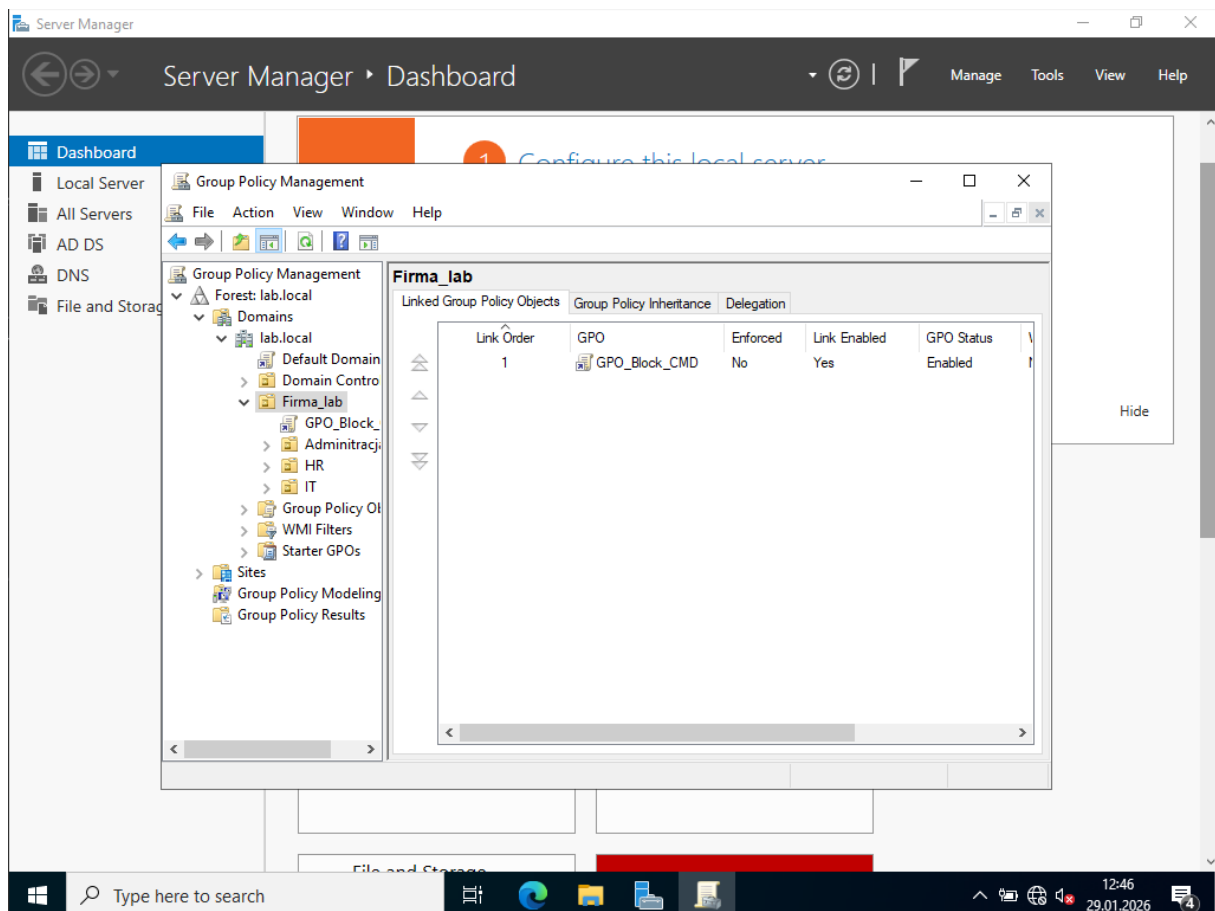 Server Manager
Server Manager • Dashboard
Manage Tools View Help
Dashboard
Local Server
All Servers
AD DS
DNS
File and Storag
1 Configure this local server
Hide
Group Policy Management
File Action View Window Help
Group Policy Management
Forest: lab.local
Domains
lab.local
Default Domain
Domain Contro
Firma_lab
GPO_Block_
Adminitracj
HR
IT
Group Policy Ob
WMI Filters
Starter GPOs
Sites
Group Policy Modeling
Group Policy Results
Firma_lab
Linked Group Policy Objects Group Policy Inheritance Delegation
Link Order GPO Enforced Link Enabled GPO Status
1 GPO_Block_CMD No Yes Enabled
File and Storage
Type here to search
12:46
29.01.2026
4